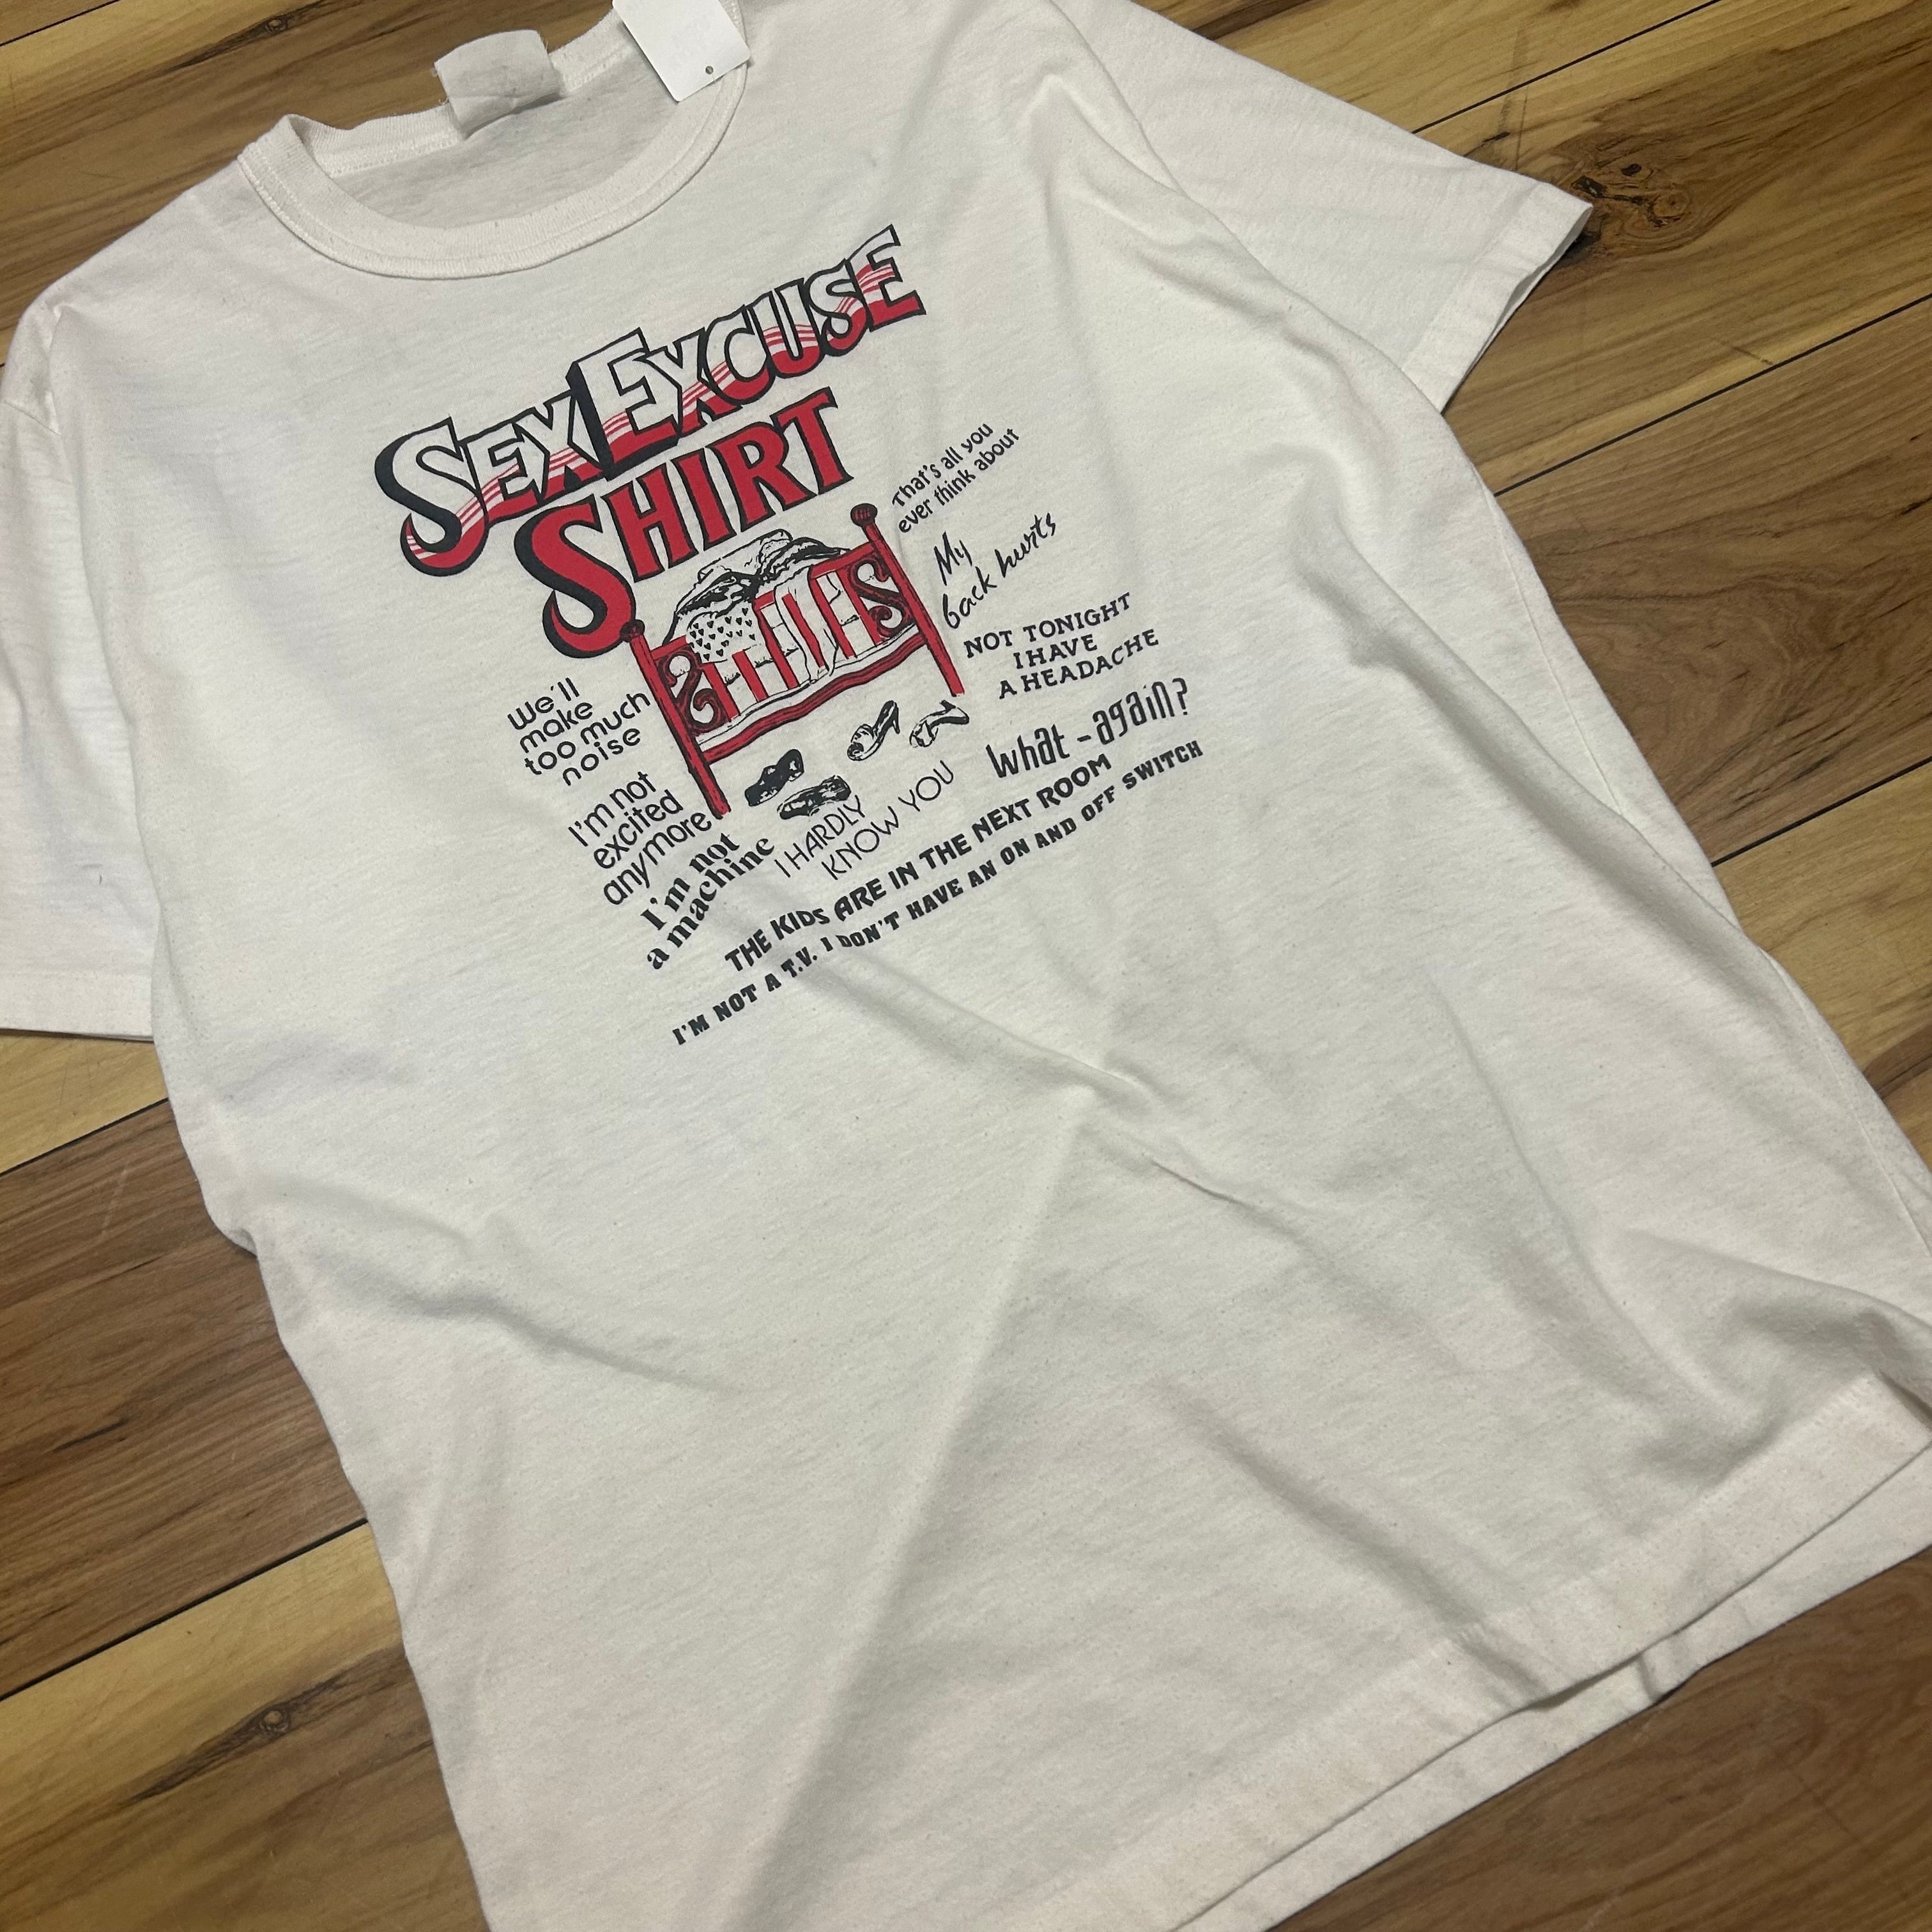 SEX EXCUSE
SHIRT
That's all you
ever think about
My
back hurts
NOT TONIGHT
I HAVE
A HEADACHE
What - again?
We'll
make
too much
noise
I'm not
excited
anymore
I'm not
a machine
I HARDLY
KNOW YOU
THE KIDS ARE IN THE NEXT ROOM
I'M NOT A T.V. I DON'T HAVE AN ON AND OFF SWITCH